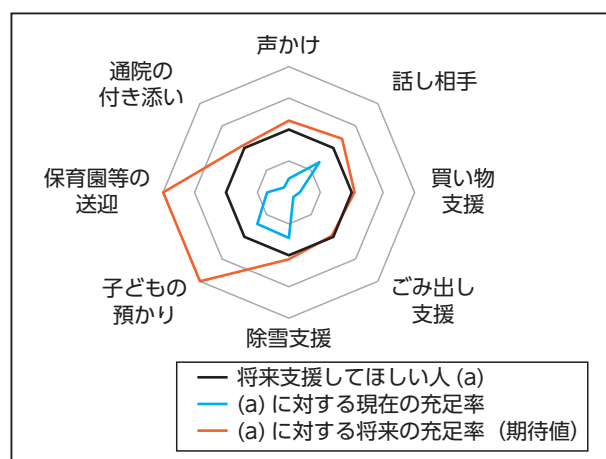 声かけ
話し相手
買い物
支援
ごみ出し
支援
除雪支援
子どもの
預かり
保育園等の
送迎
通院の
付き添い
将来支援してほしい人 (a)
(a) に対する現在の充足率
(a) に対する将来の充足率（期待値）